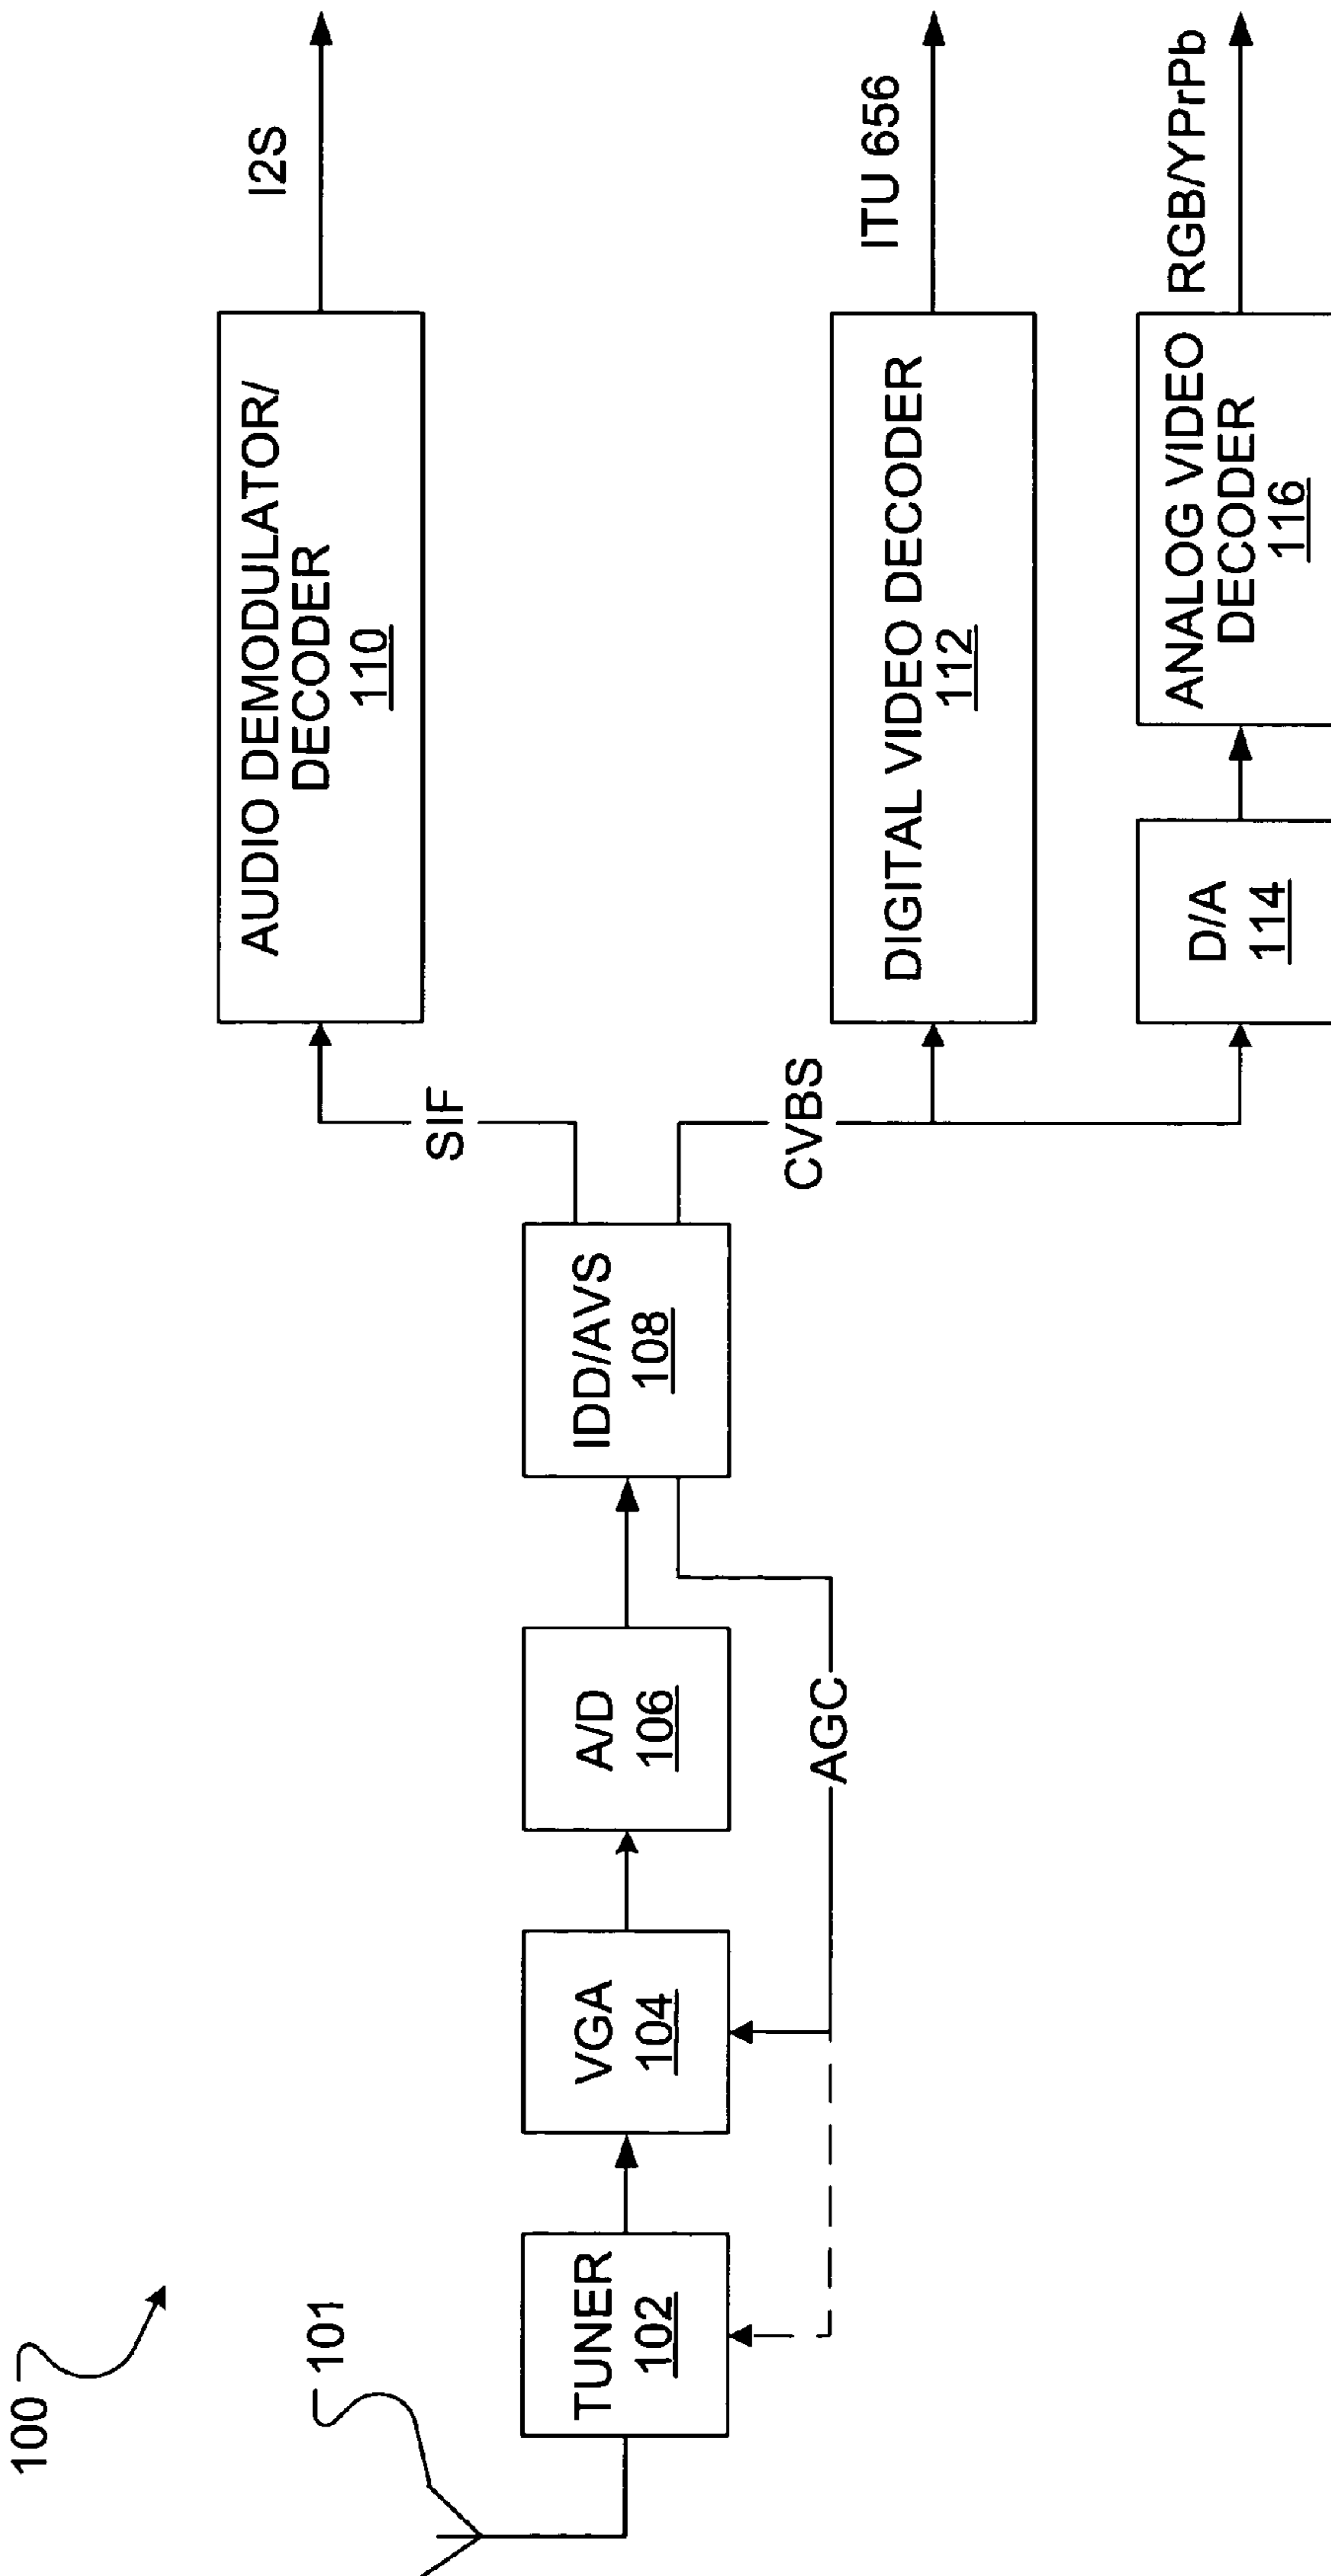 100
101
TUNER
102
VGA
104
A/D
106
AGC
IDD/AVS
108
SIF
CVBS
AUDIO DEMODULATOR/
DECODER
110
I2S
DIGITAL VIDEO DECODER
112
ITU 656
D/A
114
ANALOG VIDEO
DECODER
116
RGB/YPrPb